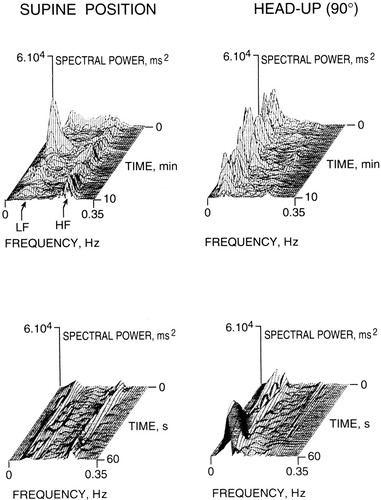 SUPINE POSITION
HEAD-UP (90°)
6.10⁴
SPECTRAL POWER, ms²
0
TIME, min
10
0
0.35
LF
HF
FREQUENCY, Hz
6.10⁴
SPECTRAL POWER, ms²
0
TIME, min
10
0
0.35
FREQUENCY, Hz
6.10⁴
SPECTRAL POWER, ms²
0
TIME, s
60
0
0.35
FREQUENCY, Hz
6.10⁴
SPECTRAL POWER, ms²
0
TIME, s
60
0
0.35
FREQUENCY, Hz